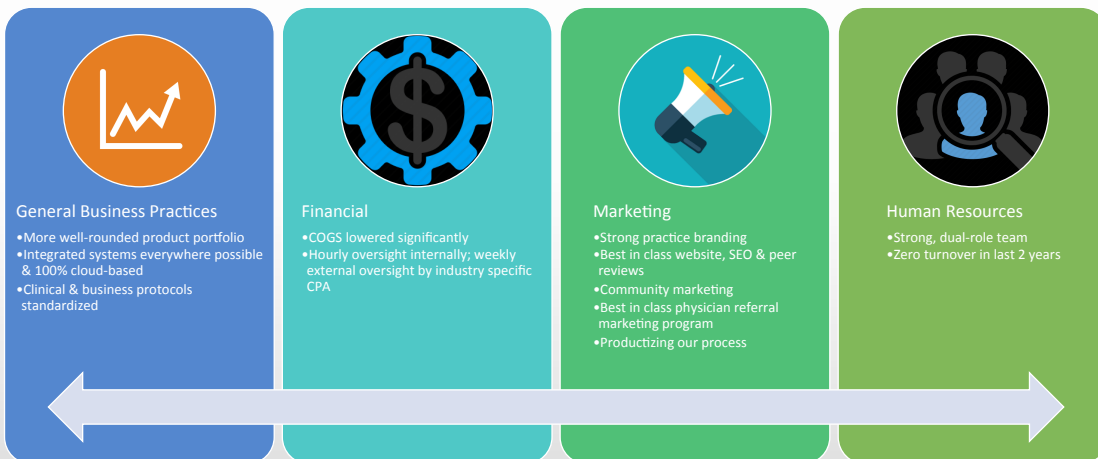 General Business Practices
•More well-rounded product portfolio
•Integrated systems everywhere possible
& 100% cloud-based
•Clinical & business protocols
standardized
Financial
•COGS lowered significantly
•Hourly oversight internally; weekly
external oversight by industry specific
CPA
Marketing
•Strong practice branding
•Best in class website, SEO & peer
reviews
•Community marketing
•Best in class physician referral
marketing program
•Productizing our process
Human Resources
•Strong, dual-role team
•Zero turnover in last 2 years